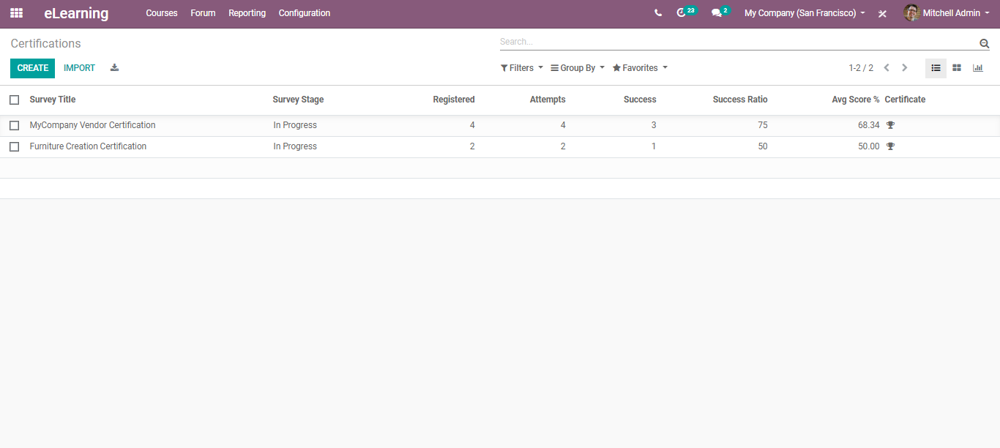 eLearning Courses Forum Reporting Configuration 23 2 My Company (San Francisco) Mitchell Admin
Certifications Search...
CREATE IMPORT Filters Group By Favorites 1-2 / 2
Survey Title Survey Stage Registered Attempts Success Success Ratio Avg Score % Certificate
MyCompany Vendor Certification In Progress 4 4 3 75 68.34
Furniture Creation Certification In Progress 2 2 1 50 50.00